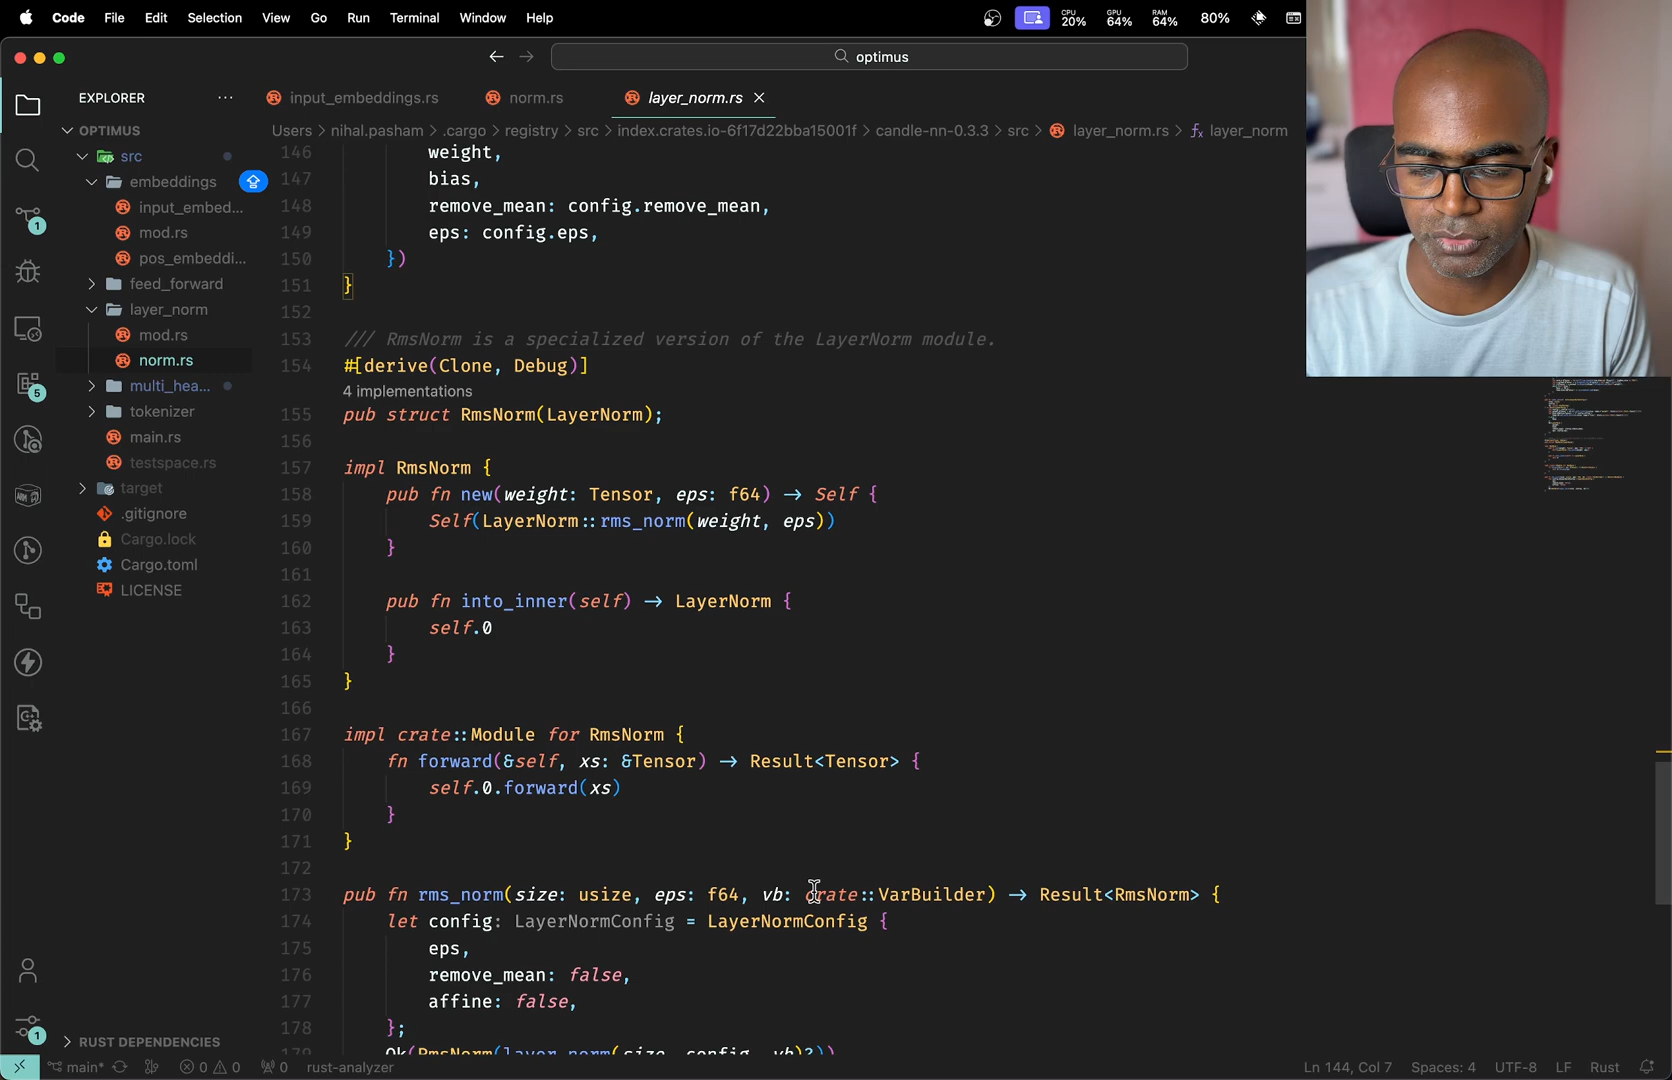 Code File Edit Selection View Go Run Terminal Window Help CPU 20% GPU 64% RAM 64% 80%
optimus
EXPLORER ···
input_embeddings.rs norm.rs layer_norm.rs
OPTIMUS
Users > nihal.pasham > .cargo > registry > src > index.crates.io-6f17d22bba15001f > candle-nn-0.3.3 > src > layer_norm.rs > layer_norm
src
embeddings
input_embed...
mod.rs
pos_embeddi...
feed_forward
layer_norm
mod.rs
norm.rs
multi_hea...
tokenizer
main.rs
testspace.rs
target
.gitignore
Cargo.lock
Cargo.toml
LICENSE
RUST DEPENDENCIES
1
5
1
146 weight,
147 bias,
148 remove_mean: config.remove_mean,
149 eps: config.eps,
150 })
151 }
152
153 /// RmsNorm is a specialized version of the LayerNorm module.
154 #[derive(Clone, Debug)]
4 implementations
155 pub struct RmsNorm(LayerNorm);
156
157 impl RmsNorm {
158 pub fn new(weight: Tensor, eps: f64) → Self {
159 Self(LayerNorm::rms_norm(weight, eps))
160 }
161
162 pub fn into_inner(self) → LayerNorm {
163 self.0
164 }
165 }
166
167 impl crate::Module for RmsNorm {
168 fn forward(&self, xs: &Tensor) → Result<Tensor> {
169 self.0.forward(xs)
170 }
171 }
172
173 pub fn rms_norm(size: usize, eps: f64, vb: crate::VarBuilder) → Result<RmsNorm> {
174 let config: LayerNormConfig = LayerNormConfig {
175 eps,
176 remove_mean: false,
177 affine: false,
178 };
179 Ok(RmsNorm(layer_norm(size, config, vb)?))
main* 0 0 0 rust-analyzer Ln 144, Col 7 Spaces: 4 UTF-8 LF Rust